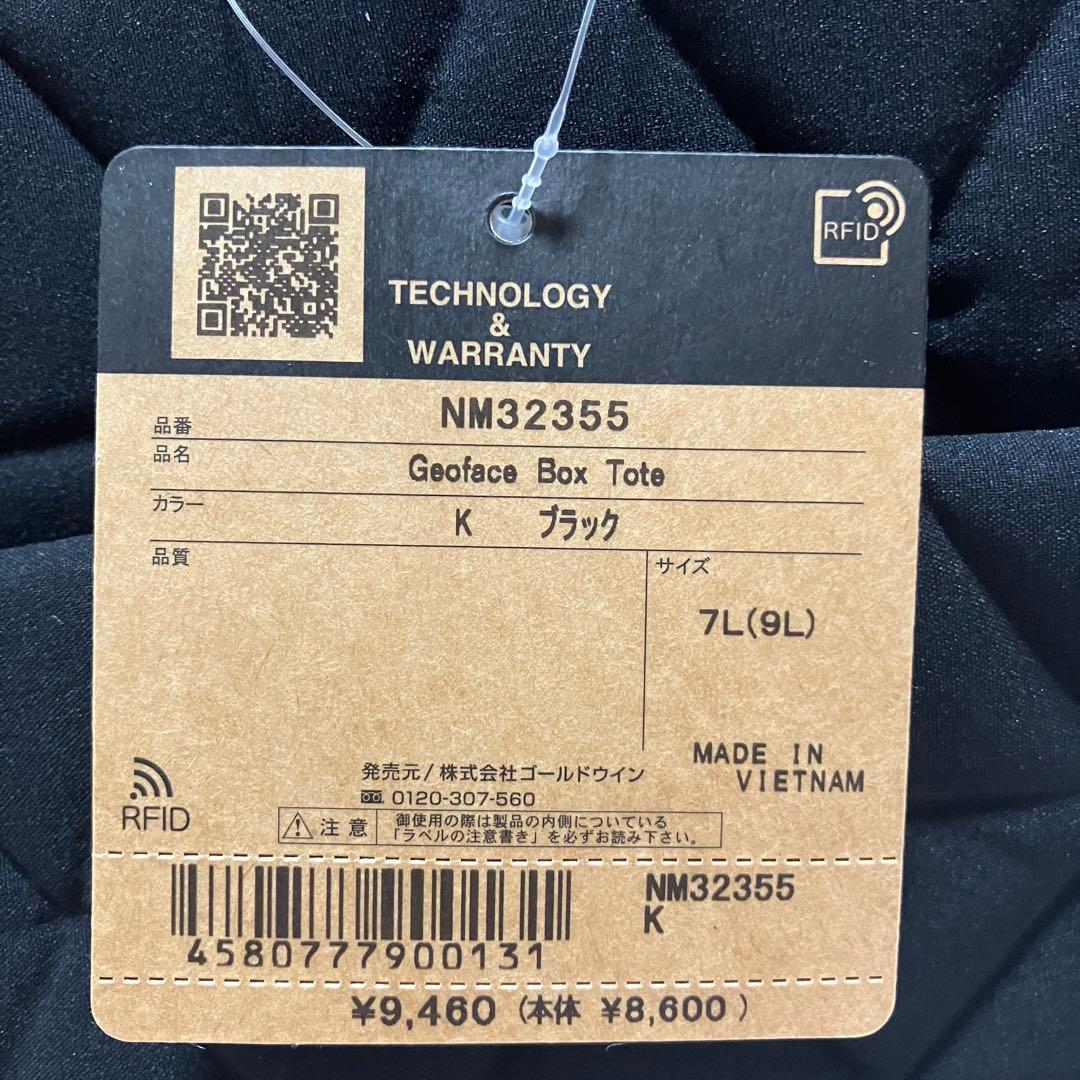 RFID
TECHNOLOGY
&
WARRANTY
品番 NM32355
品名 Geoface Box Tote
カラー K ブラック
品質
サイズ
7L(9L)
MADE IN
VIETNAM
発売元/株式会社ゴールドウイン
0120-307-560
RFID
注意
御使用の際は製品の内側についている
「ラベルの注意書き」を必ずお読み下さい。
NM32355
K
4580777900131
¥9,460 (本体 ¥8,600)